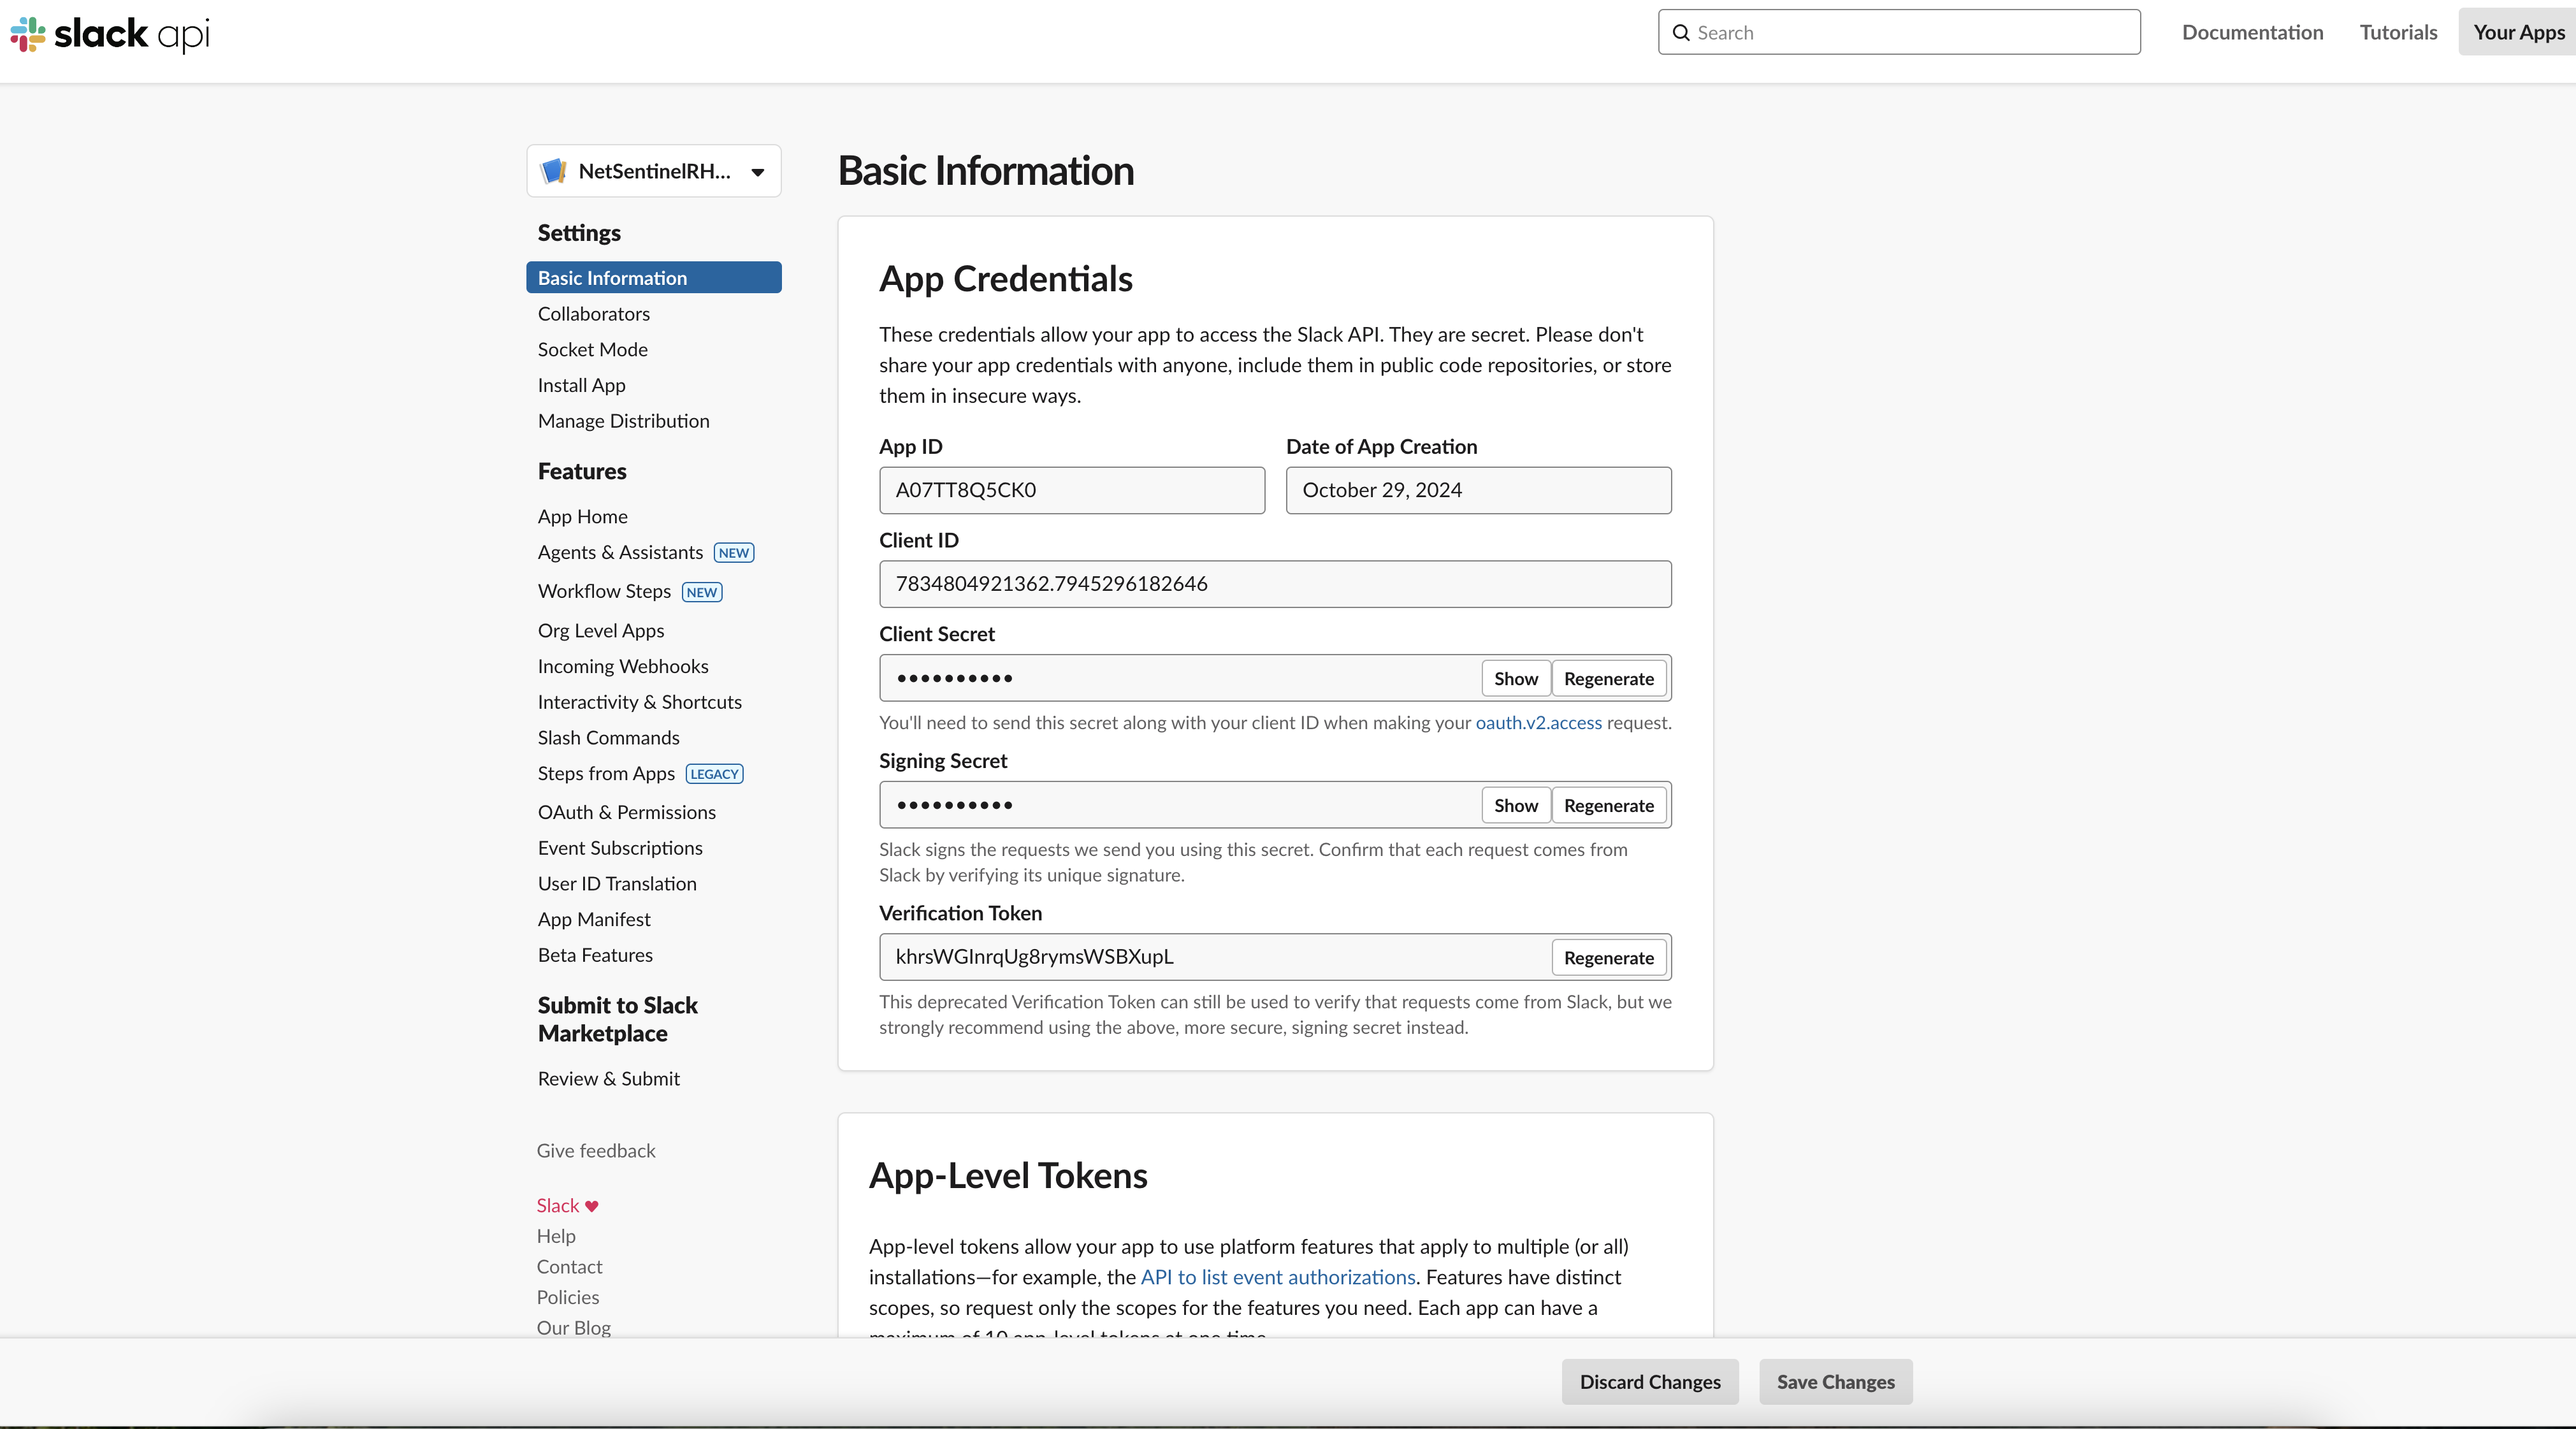 slack api
Search
Documentation
Tutorials
Your Apps
NetSentinelRH...
Settings
Basic Information
Collaborators
Socket Mode
Install App
Manage Distribution
Features
App Home
Agents & Assistants NEW
Workflow Steps NEW
Org Level Apps
Incoming Webhooks
Interactivity & Shortcuts
Slash Commands
Steps from Apps LEGACY
OAuth & Permissions
Event Subscriptions
User ID Translation
App Manifest
Beta Features
Submit to Slack
Marketplace
Review & Submit
Give feedback
Slack ♥
Help
Contact
Policies
Our Blog
Basic Information
App Credentials
These credentials allow your app to access the Slack API. They are secret. Please don't
share your app credentials with anyone, include them in public code repositories, or store
them in insecure ways.
App ID
A07TT8Q5CK0
Date of App Creation
October 29, 2024
Client ID
7834804921362.7945296182646
Client Secret
••••••••••
Show
Regenerate
You'll need to send this secret along with your client ID when making your oauth.v2.access request.
Signing Secret
••••••••••
Show
Regenerate
Slack signs the requests we send you using this secret. Confirm that each request comes from
Slack by verifying its unique signature.
Verification Token
khrsWGInrqUg8rymsWSBXupL
Regenerate
This deprecated Verification Token can still be used to verify that requests come from Slack, but we
strongly recommend using the above, more secure, signing secret instead.
App-Level Tokens
App-level tokens allow your app to use platform features that apply to multiple (or all)
installations—for example, the API to list event authorizations. Features have distinct
scopes, so request only the scopes for the features you need. Each app can have a
maximum of 10 app-level tokens at one time.
Discard Changes
Save Changes